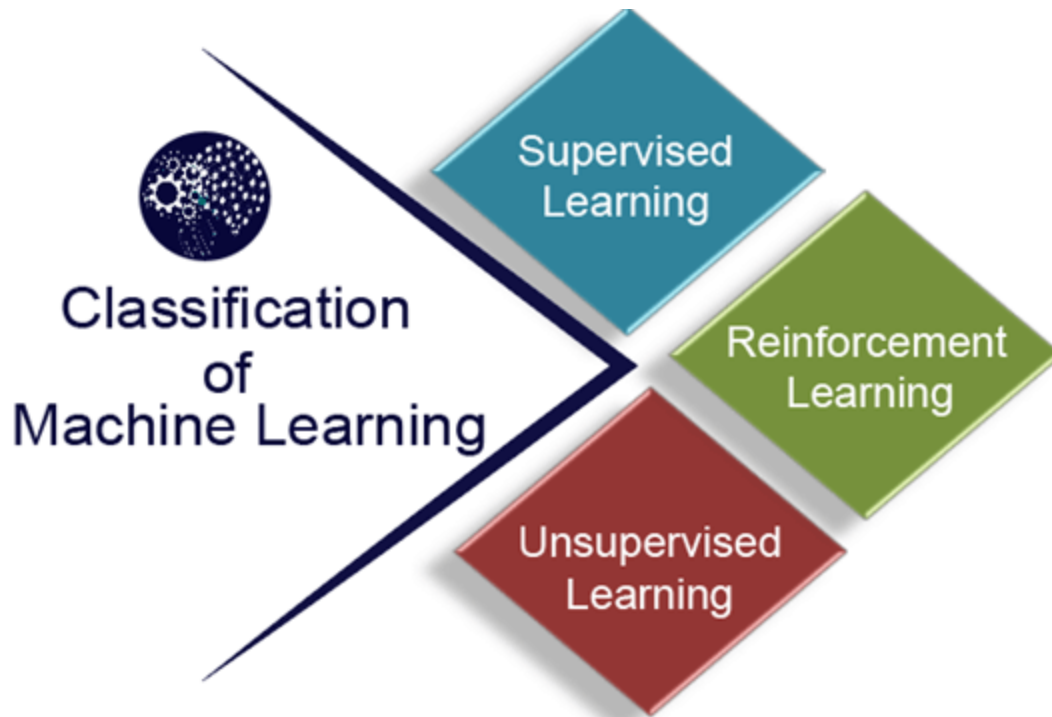 Classification
of
Machine Learning
Supervised
Learning
Reinforcement
Learning
Unsupervised
Learning